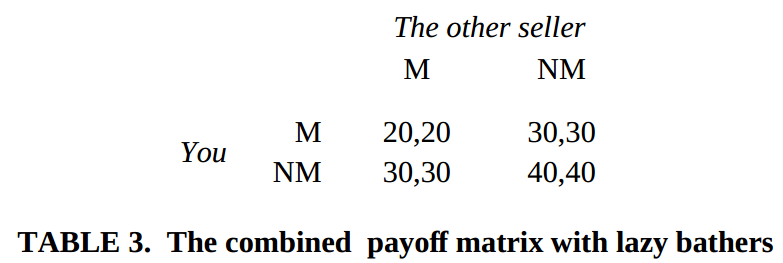 The other seller
M NM
M 20,20 30,30
You
NM 30,30 40,40
TABLE 3. The combined payoff matrix with lazy bathers